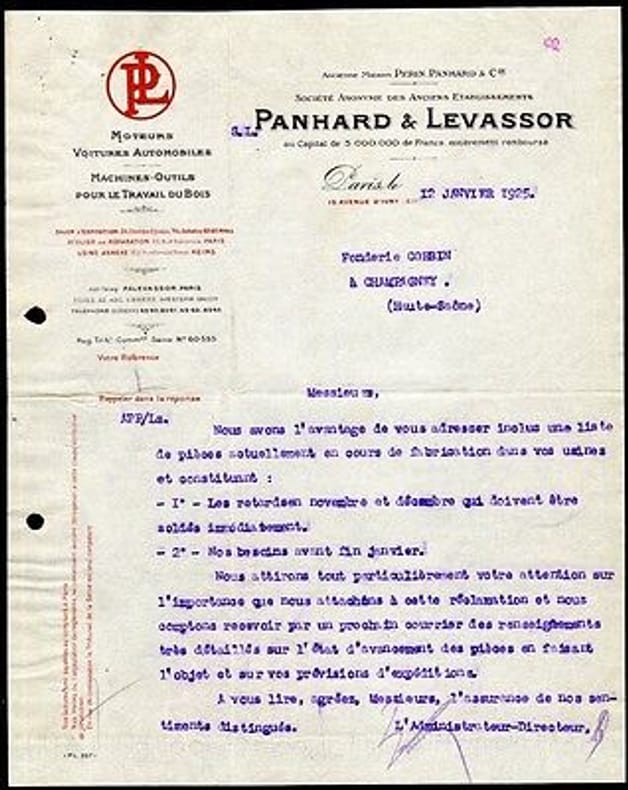 PL
MOTEURS
VOITURES AUTOMOBILES
MACHINES-OUTILS
POUR LE TRAVAIL DU BOIS
ANCIENNE MAISON PERIN PANHARD & Cie
SOCIÉTÉ ANONYME DES ANCIENS ETABLISSEMENTS
S.L. PANHARD & LEVASSOR
au Capital de 5 000 000 de Francs entièrement remboursé
Paris, le 12 JANVIER 1925.
19 AVENUE D'IVRY
Fonderie CORBIN
à CHAMPAGNEY .
(Haute-Saône)
Votre Référence
Rappeler dans la réponse
APP/Ls.
Messieurs,
Nous avons l'avantage de vous adresser inclus une liste
de pièces actuellement en cours de fabrication dans vos usines
et constituant :
- 1° - Les retardsen novembre et décembre qui doivent être
soldés immédiatement.
- 2° - Nos besoins avant fin janvier.
Nous attirons tout particulièrement votre attention sur
l'importance que nous attachons à cette réclamation et nous
comptons recevoir par un prochain courrier des renseignements
très détaillés sur l'état d'avancement des pièces en faisant
l'objet et sur vos prévisions d'expéditions.
A vous lire, agréez, Messieurs, l'assurance de nos sen-
timents distingués.
L'Administrateur-Directeur,